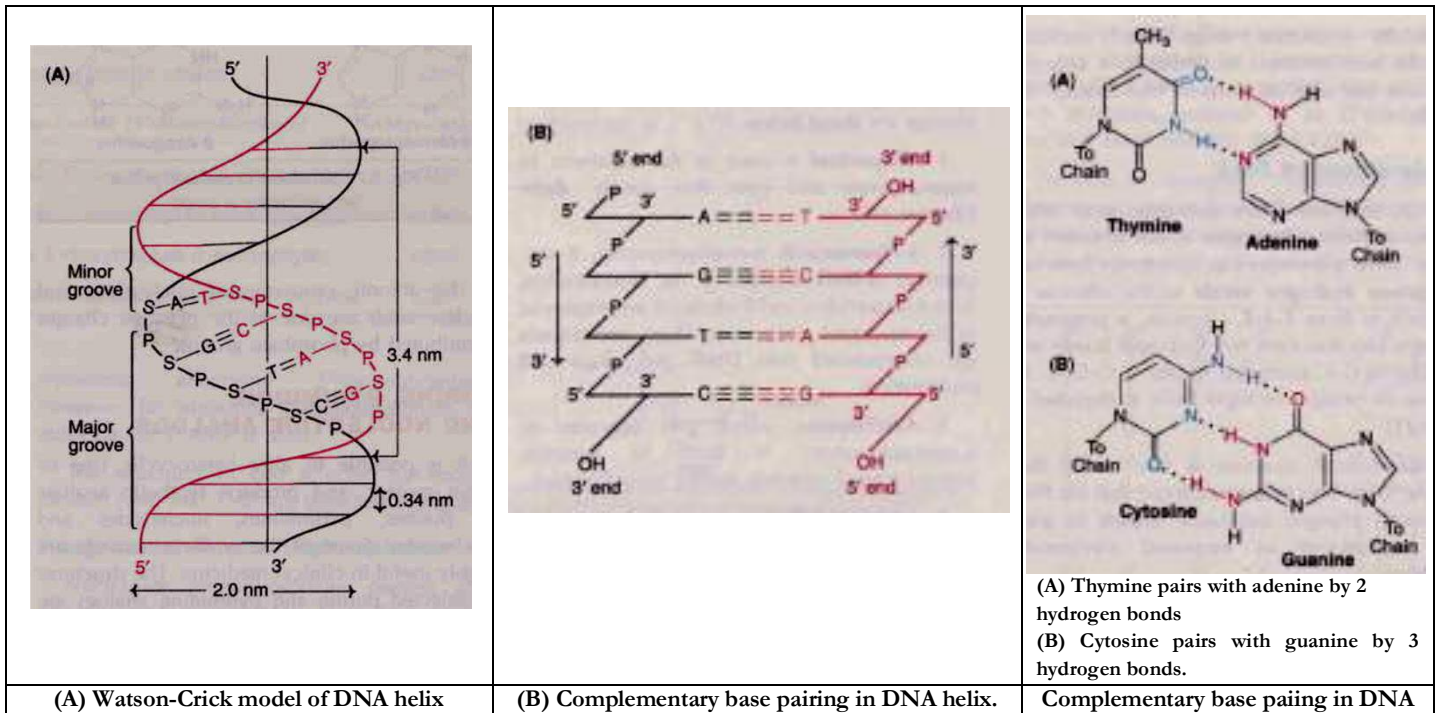 (A)
5′ 3′
Minor
groove
S A = T S P S P S P S P
P S G ≡ C
P S T = A
P S C ≡ G
3.4 nm
Major
groove
0.34 nm
5′ 3′
2.0 nm
(A) Watson-Crick model of DNA helix
(B)
5′ end 3′ end
P OH
5′ 3′ A T 3′ 5′
P P
5′ 3′
G C
P P
T A
3′ P P 5′
5′ 3′ C G 3′ 5′
OH OH
3′ end 5′ end
(B) Complementary base pairing in DNA helix.
(A)
CH₃
O H H
N
N H N N
To
Chain
O N N
Thymine Adenine To
Chain
(B)
H
N H O
N N H N N
To
Chain
O H N N N
Cytosine H Guanine To
Chain
(A) Thymine pairs with adenine by 2
hydrogen bonds
(B) Cytosine pairs with guanine by 3
hydrogen bonds.
Complementary base paiing in DNA